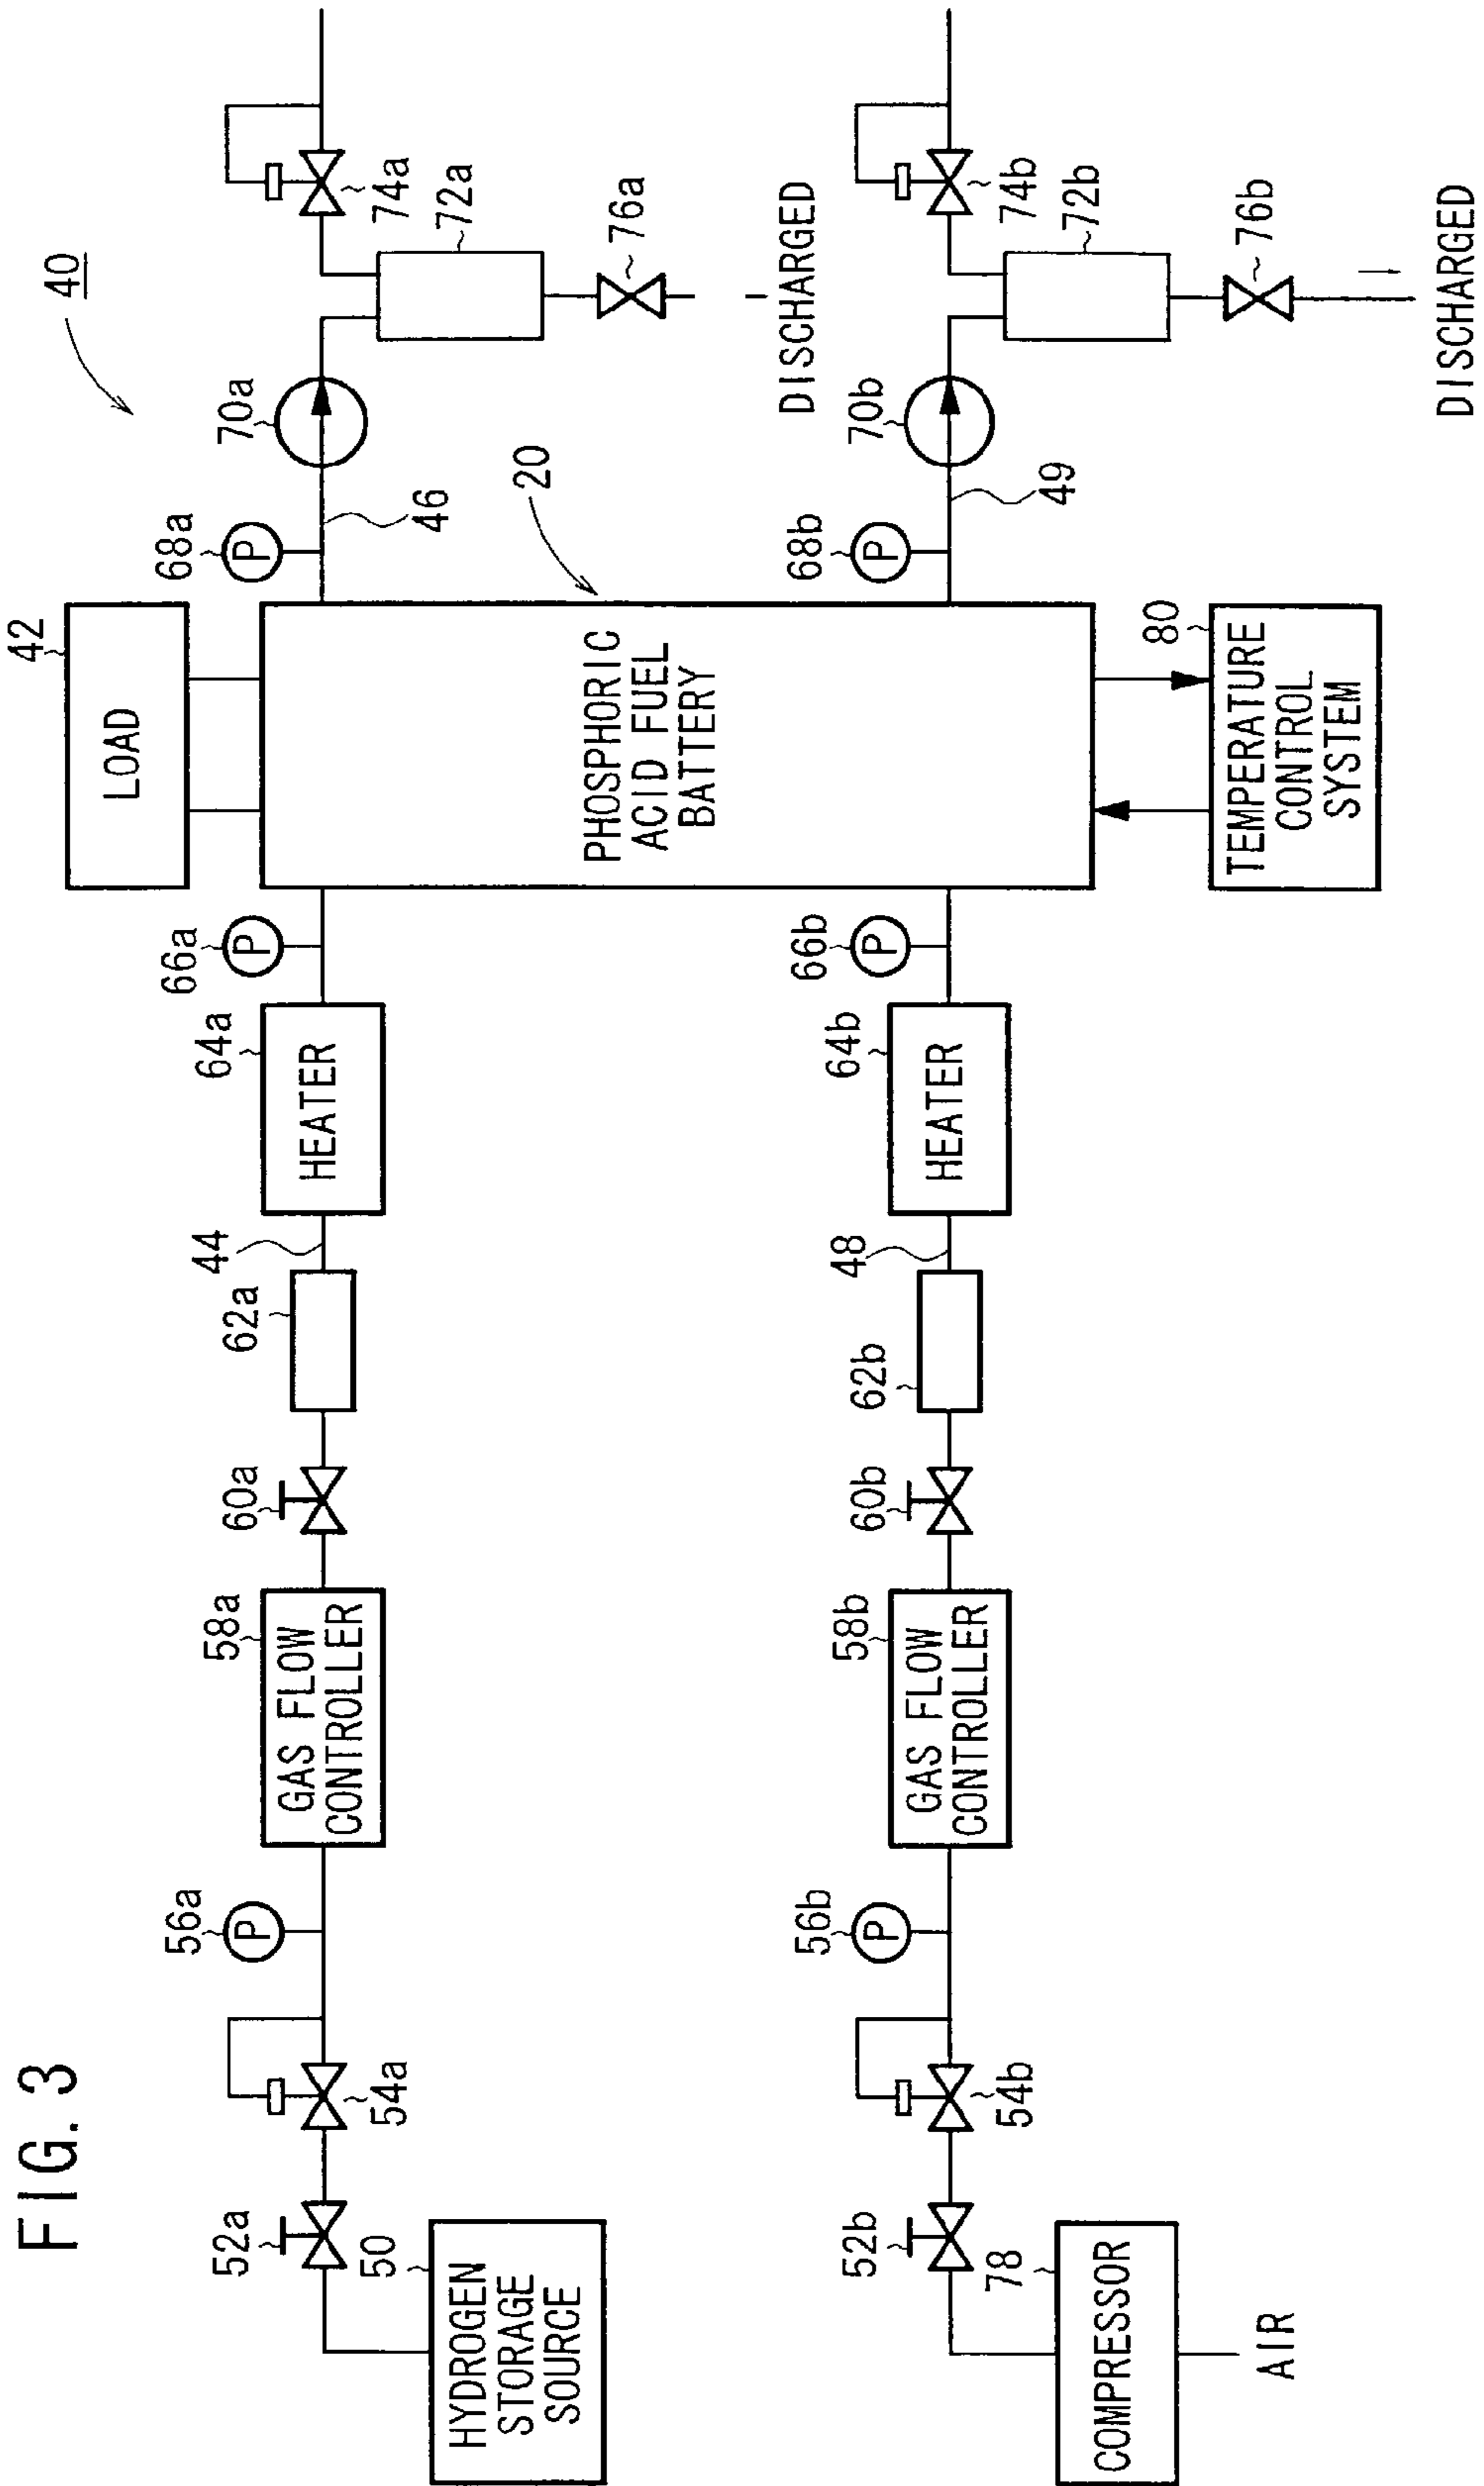 FIG. 3
40
42
LOAD
66a
P
68a
P
70a
74a
72a
76a
DISCHARGED
46
20
52a
54a
56a
P
58a
GAS FLOW
CONTROLLER
60a
62a
44
64a
HEATER
50
HYDROGEN
STORAGE
SOURCE
PHOSPHORIC
ACID FUEL
BATTERY
52b
54b
56b
P
58b
GAS FLOW
CONTROLLER
60b
62b
48
64b
HEATER
66b
P
68b
P
49
70b
74b
72b
76b
DISCHARGED
78
COMPRESSOR
AIR
80
TEMPERATURE
CONTROL
SYSTEM